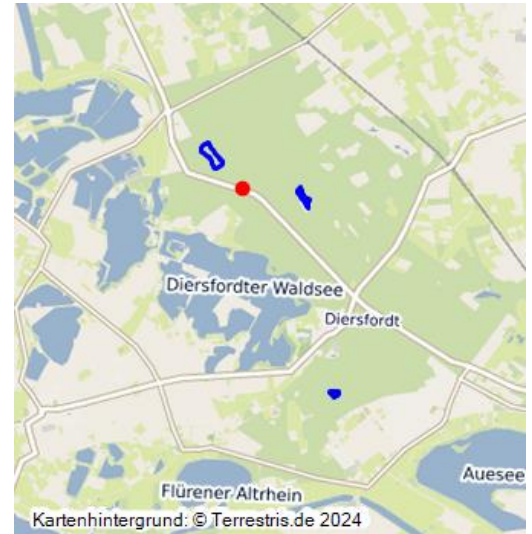 Diersfordter Waldsee
Diersfordt
Auesee
Flürener Altrhein
Kartenhintergrund: © Terrestris.de 2024